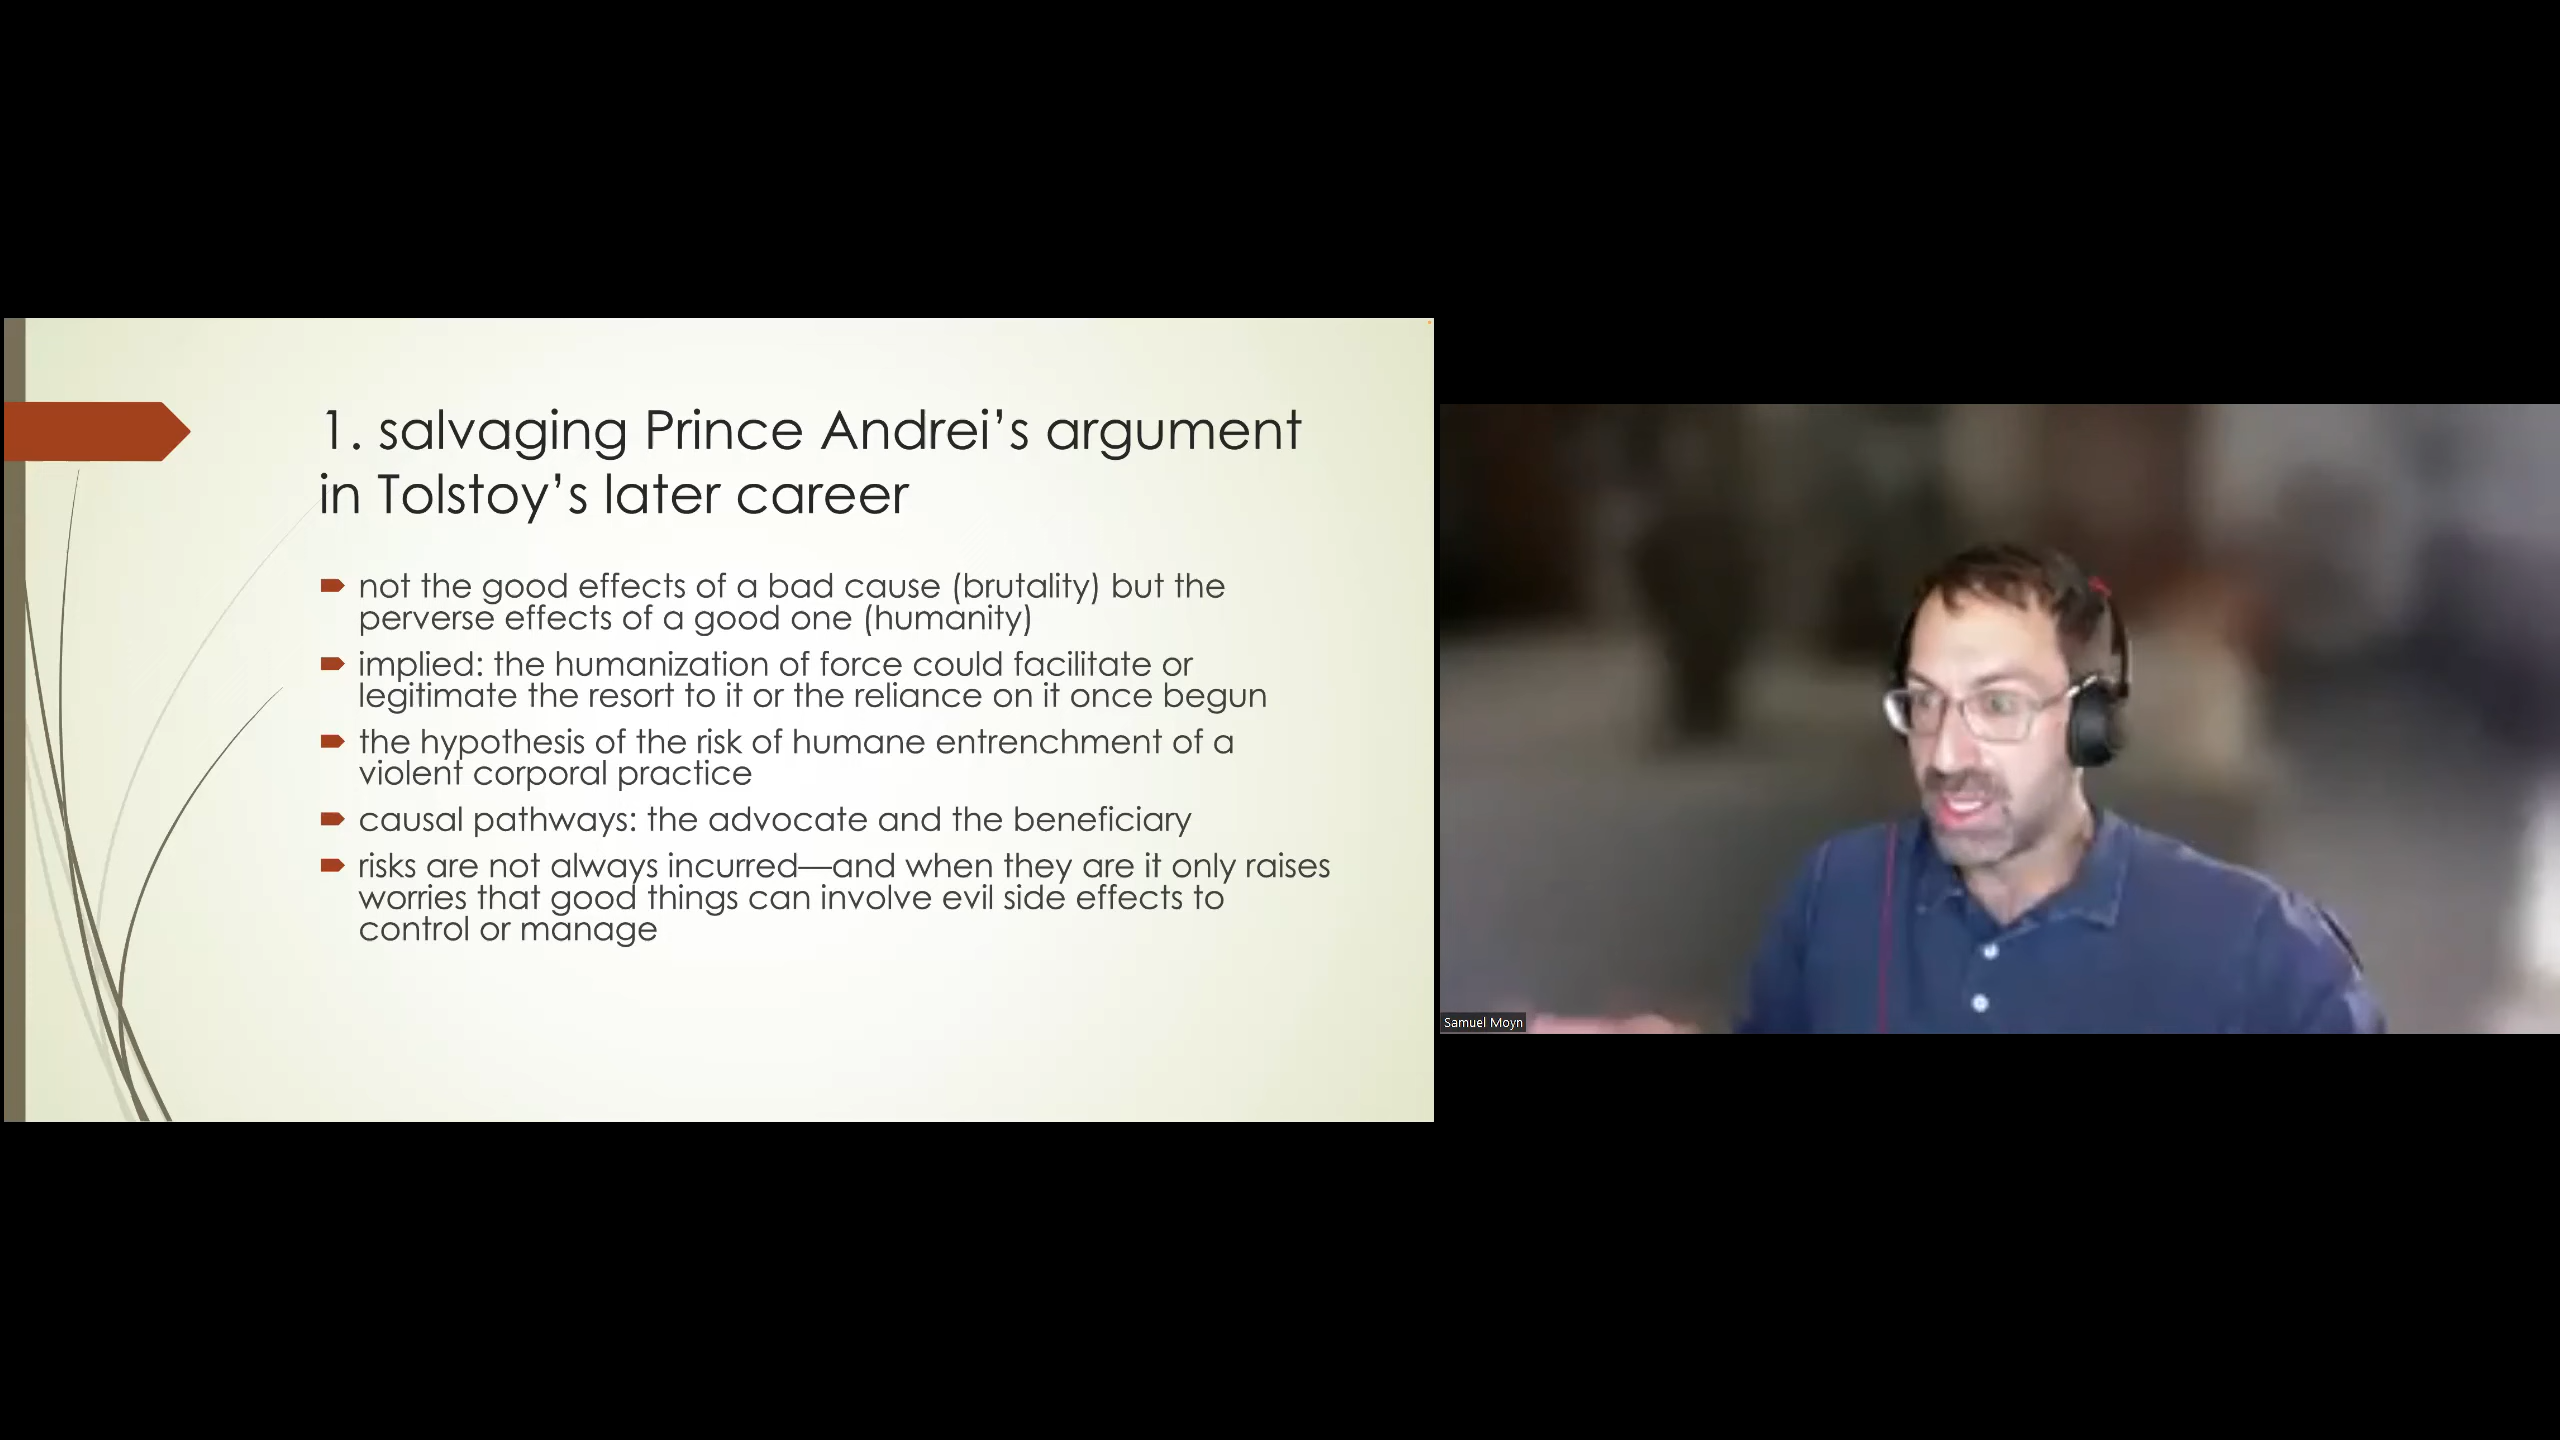 1. salvaging Prince Andrei’s argument
in Tolstoy’s later career
not the good effects of a bad cause (brutality) but the
perverse effects of a good one (humanity)
implied: the humanization of force could facilitate or
legitimate the resort to it or the reliance on it once begun
the hypothesis of the risk of humane entrenchment of a
violent corporal practice
causal pathways: the advocate and the beneficiary
risks are not always incurred—and when they are it only raises
worries that good things can involve evil side effects to
control or manage
Samuel Moyn